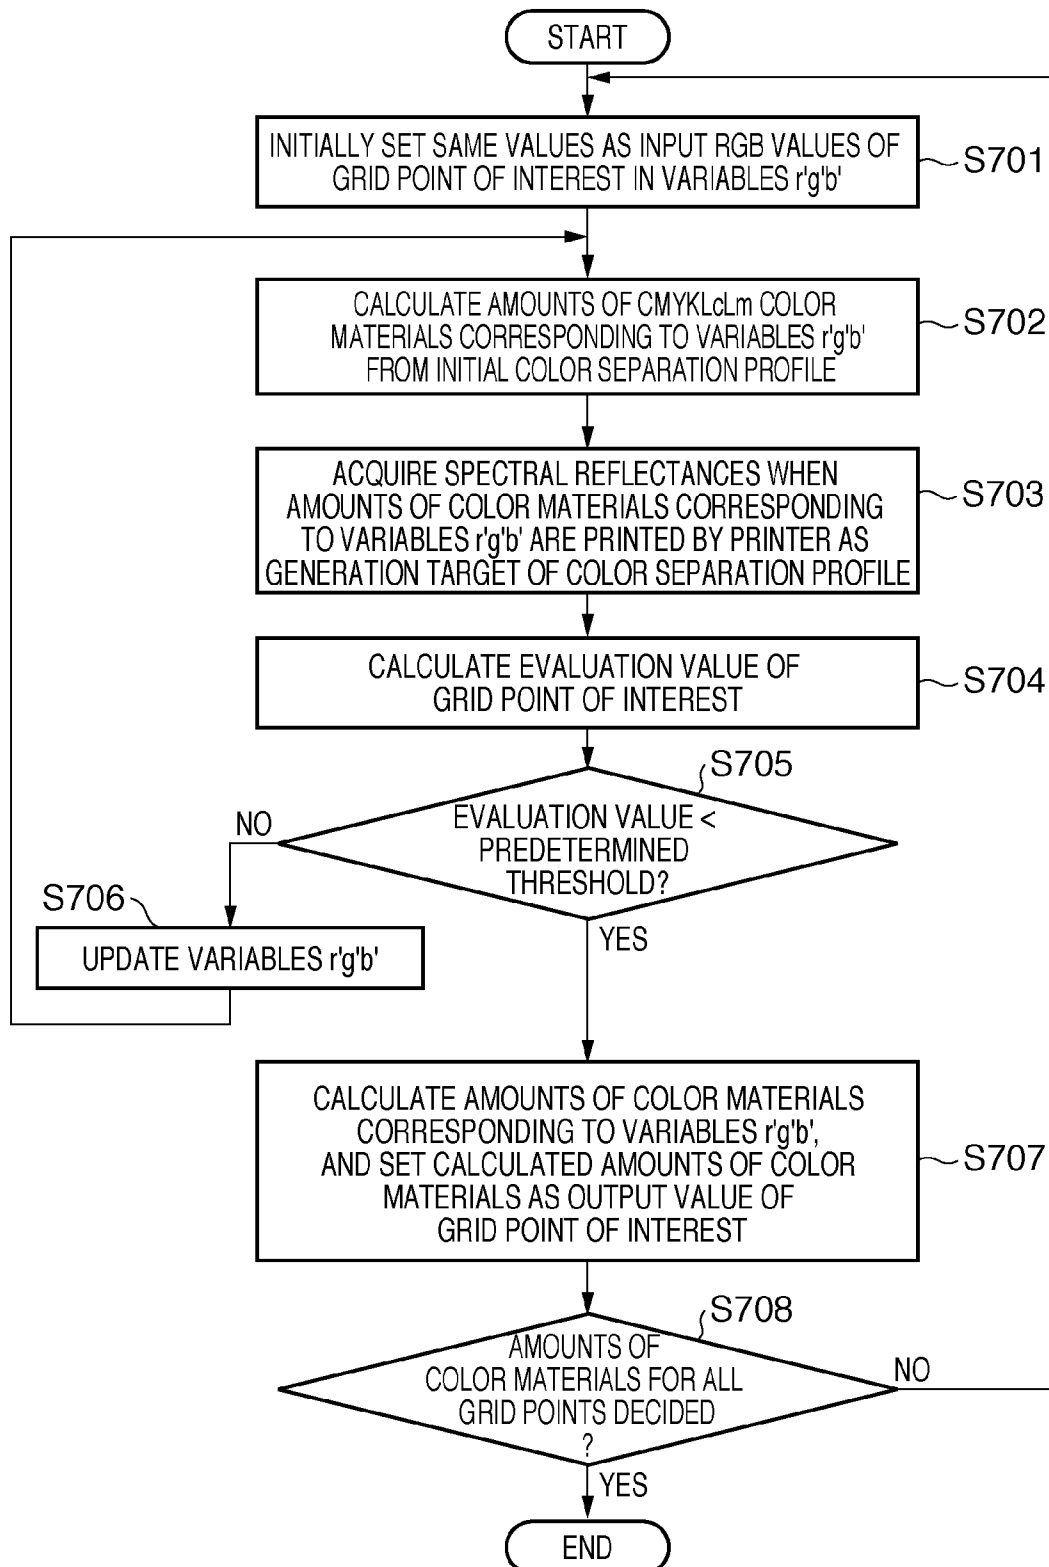 START
INITIALLY SET SAME VALUES AS INPUT RGB VALUES OF
GRID POINT OF INTEREST IN VARIABLES r'g'b'
S701
CALCULATE AMOUNTS OF CMYKLcLm COLOR
MATERIALS CORRESPONDING TO VARIABLES r'g'b'
FROM INITIAL COLOR SEPARATION PROFILE
S702
ACQUIRE SPECTRAL REFLECTANCES WHEN
AMOUNTS OF COLOR MATERIALS CORRESPONDING
TO VARIABLES r'g'b' ARE PRINTED BY PRINTER AS
GENERATION TARGET OF COLOR SEPARATION PROFILE
S703
CALCULATE EVALUATION VALUE OF
GRID POINT OF INTEREST
S704
S705
EVALUATION VALUE <
PREDETERMINED
THRESHOLD?
NO
YES
S706
UPDATE VARIABLES r'g'b'
CALCULATE AMOUNTS OF COLOR MATERIALS
CORRESPONDING TO VARIABLES r'g'b',
AND SET CALCULATED AMOUNTS OF COLOR
MATERIALS AS OUTPUT VALUE OF
GRID POINT OF INTEREST
S707
S708
AMOUNTS OF
COLOR MATERIALS FOR ALL
GRID POINTS DECIDED
?
NO
YES
END